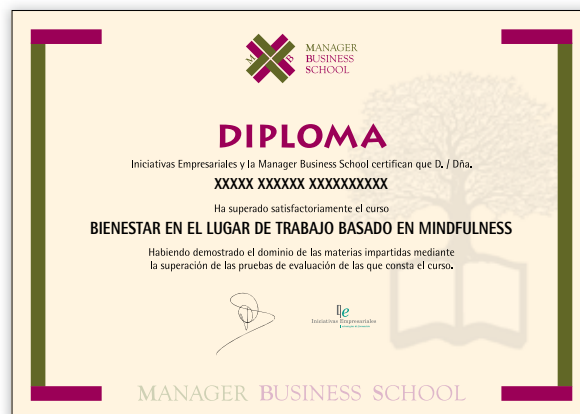 M B
MANAGER
BUSINESS
SCHOOL
DIPLOMA
Iniciativas Empresariales y la Manager Business School certifican que D. / Dña.
XXXXX XXXXXX XXXXXXXXXX
Ha superado satisfactoriamente el curso
BIENESTAR EN EL LUGAR DE TRABAJO BASADO EN MINDFULNESS
Habiendo demostrado el dominio de las materias impartidas mediante
la superación de las pruebas de evaluación de las que consta el curso.
Ie
Iniciativas Empresariales
MANAGER BUSINESS SCHOOL